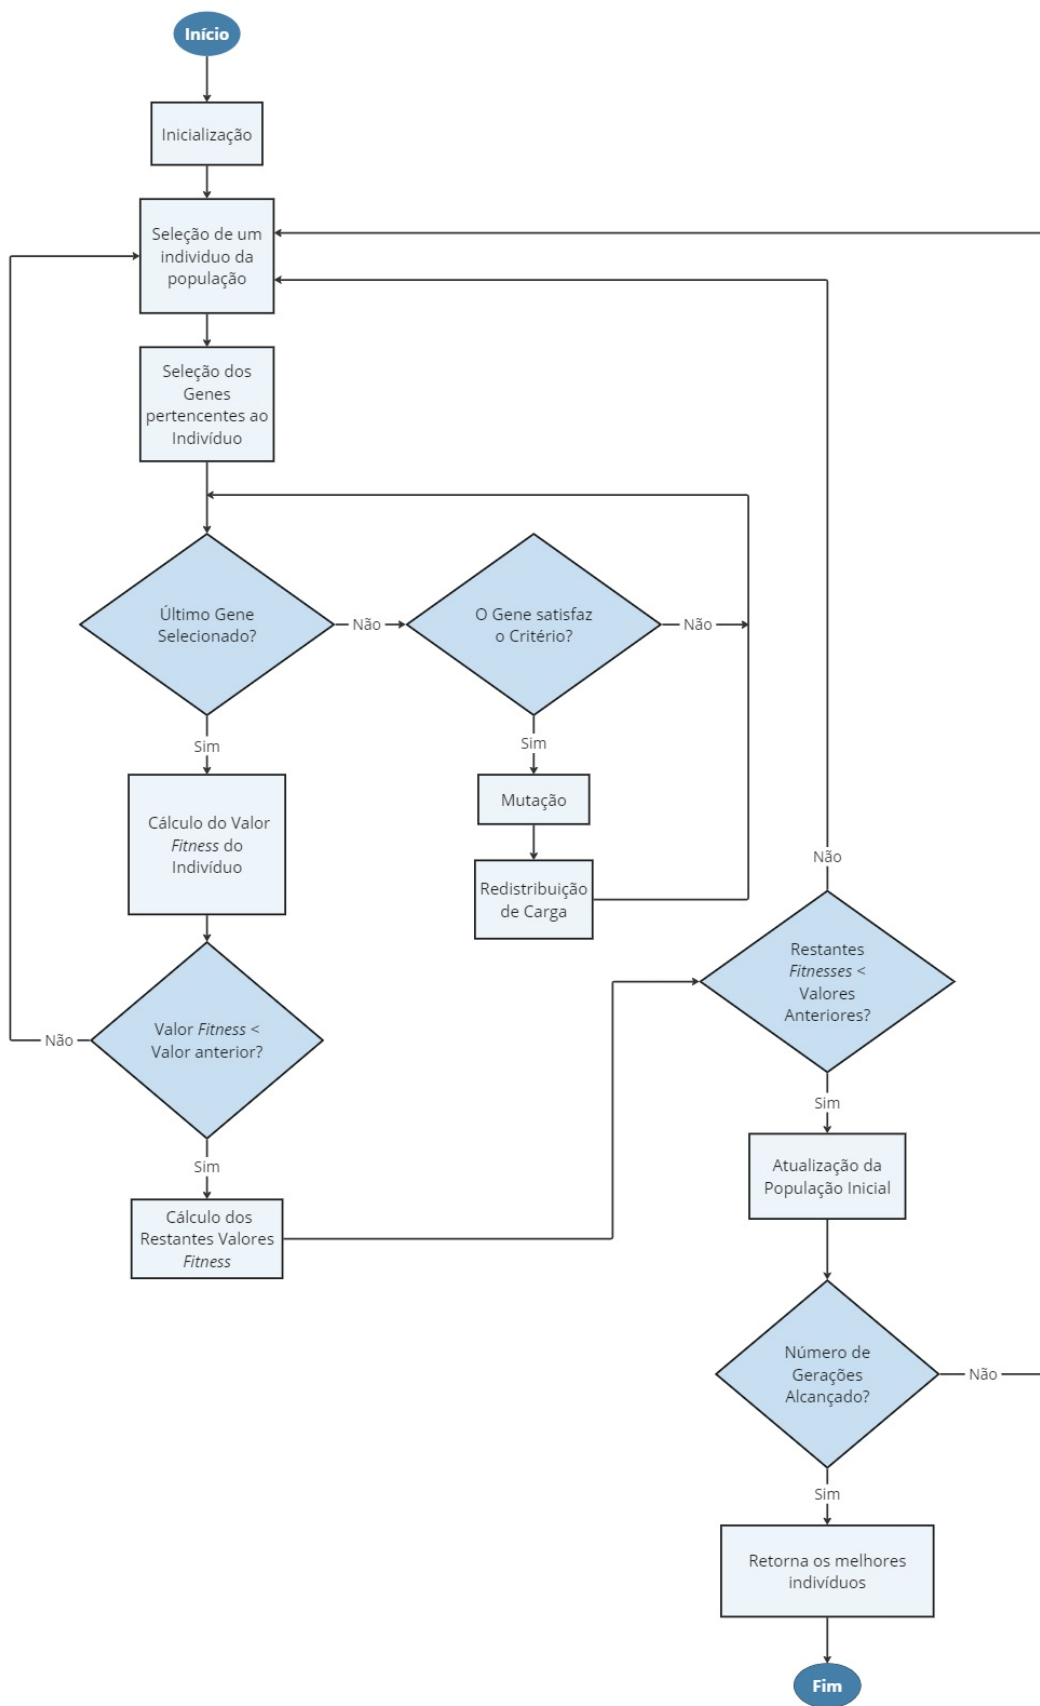 Início
Inicialização
Seleção de um
individuo da
população
Seleção dos
Genes
pertencentes ao
Indivíduo
Último Gene
Selecionado?
Não
O Gene satisfaz
o Critério?
Não
Sim
Sim
Mutação
Cálculo do Valor
Fitness do
Indivíduo
Redistribuição
de Carga
Não
Restantes
Fitnesses <
Valores
Anteriores?
Valor Fitness <
Valor anterior?
Não
Sim
Sim
Atualização da
População Inicial
Cálculo dos
Restantes Valores
Fitness
Número de
Gerações
Alcançado?
Não
Sim
Retorna os melhores
indivíduos
Fim